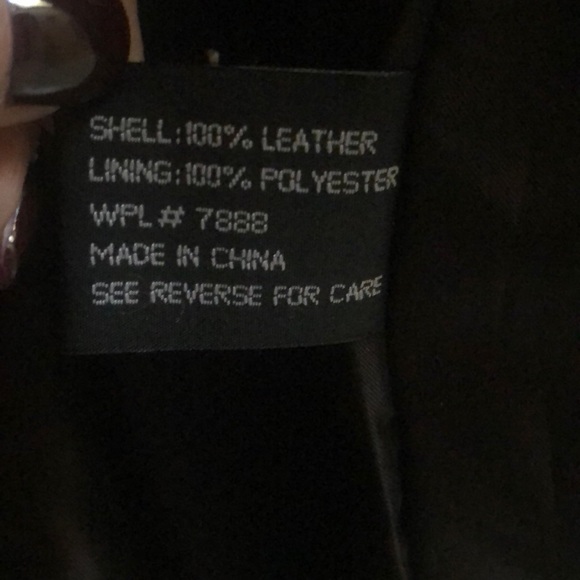 SHELL:100% LEATHER
LINING:100% POLYESTER
WPL# 7888
MADE IN CHINA
SEE REVERSE FOR CARE